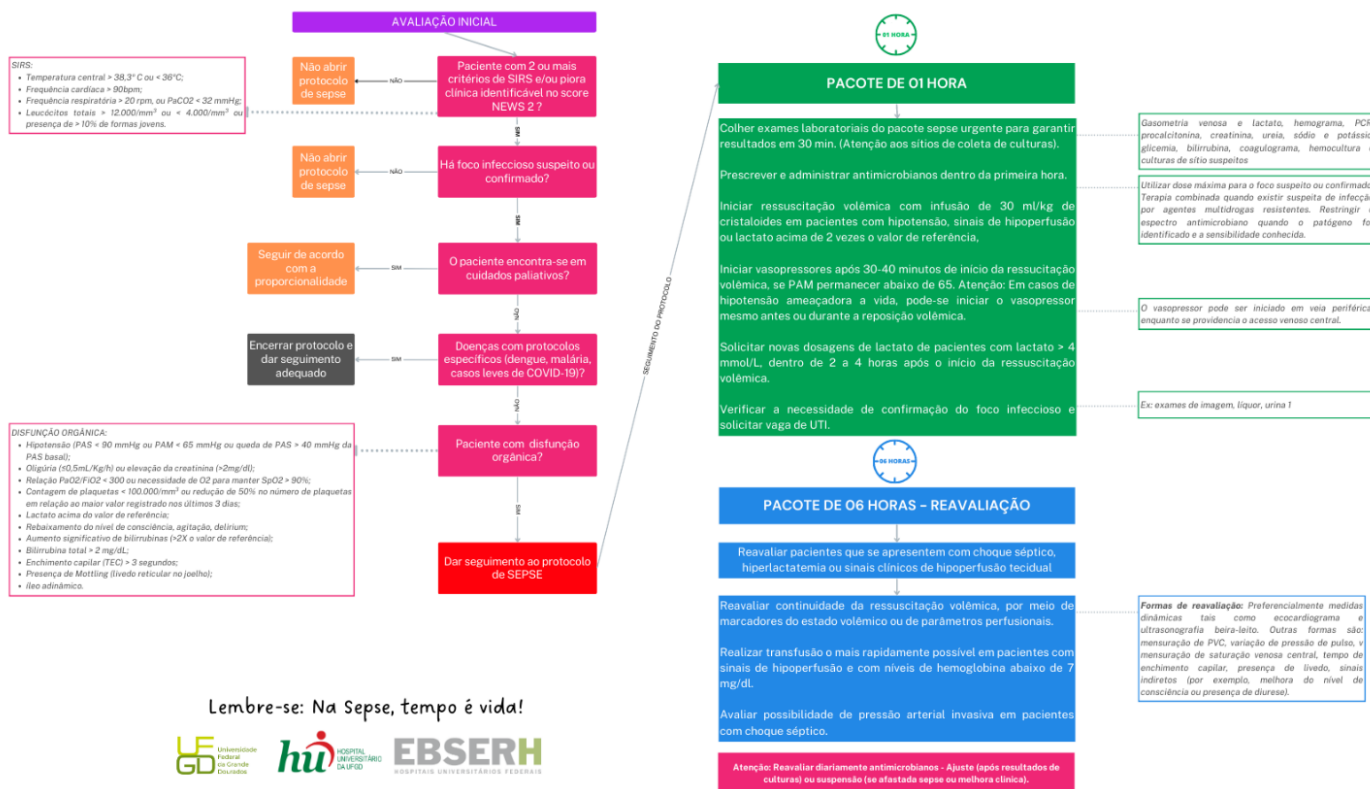 AVALIAÇÃO INICIAL
SIRS:
• Temperatura central > 38,3º C ou < 36ºC;
• Frequência cardíaca > 90bpm;
• Frequência respiratória > 20 rpm, ou PaCO2 < 32 mmHg;
• Leucócitos totais > 12.000/mm³ ou < 4.000/mm³ ou
presença de > 10% de formas jovens.
Não abrir
protocolo
de sepse
NÃO
Paciente com 2 ou mais
critérios de SIRS e/ou piora
clínica identificável no score
NEWS 2 ?
SIM
Não abrir
protocolo
de sepse
NÃO
Há foco infeccioso suspeito ou
confirmado?
SIM
Seguir de acordo
com a
proporcionalidade
SIM
O paciente encontra-se em
cuidados paliativos?
NÃO
Encerrar protocolo e
dar seguimento
adequado
SIM
Doenças com protocolos
específicos (dengue, malária,
casos leves de COVID-19)?
NÃO
DISFUNÇÃO ORGÂNICA:
• Hipotensão (PAS < 90 mmHg ou PAM < 65 mmHg ou queda de PAS > 40 mmHg da
PAS basal);
• Oligúria (≤0,5mL/Kg/h) ou elevação da creatinina (>2mg/dl);
• Relação PaO2/FiO2 < 300 ou necessidade de O2 para manter SpO2 > 90%;
• Contagem de plaquetas < 100.000/mm³ ou redução de 50% no número de plaquetas
em relação ao maior valor registrado nos últimos 3 dias;
• Lactato acima do valor de referência;
• Rebaixamento do nível de consciência, agitação, delirium;
• Aumento significativo de bilirrubinas (>2X o valor de referência);
• Bilirrubina total > 2 mg/dL;
• Enchimento capilar (TEC) > 3 segundos;
• Presença de Mottling (livedo reticular no joelho);
• Íleo adinâmico.
Paciente com disfunção
orgânica?
SIM
Dar seguimento ao protocolo
de SEPSE
SEGUIMENTO DO PROTOCOLO
01 HORA
PACOTE DE 01 HORA
Colher exames laboratoriais do pacote sepse urgente para garantir
resultados em 30 min. (Atenção aos sítios de coleta de culturas).
Prescrever e administrar antimicrobianos dentro da primeira hora.
Iniciar ressuscitação volêmica com infusão de 30 ml/kg de
cristaloides em pacientes com hipotensão, sinais de hipoperfusão
ou lactato acima de 2 vezes o valor de referência,
Iniciar vasopressores após 30-40 minutos de início da ressucitação
volêmica, se PAM permanecer abaixo de 65. Atenção: Em casos de
hipotensão ameaçadora a vida, pode-se iniciar o vasopressor
mesmo antes ou durante a reposição volêmica.
Solicitar novas dosagens de lactato de pacientes com lactato > 4
mmol/L, dentro de 2 a 4 horas após o início da ressuscitação
volêmica.
Verificar a necessidade de confirmação do foco infeccioso e
solicitar vaga de UTI.
Gasometria venosa e lactato, hemograma, PCR
procalcitonina, creatinina, ureia, sódio e potássio
glicemia, bilirrubina, coagulograma, hemocultura
culturas de sítio suspeitos
Utilizar dose máxima para o foco suspeito ou confirmado
Terapia combinada quando existir suspeita de infecção
por agentes multidrogas resistentes. Restringir
espectro antimicrobiano quando o patógeno fo
identificado e a sensibilidade conhecida.
O vasopressor pode ser iniciado em veia periférica
enquanto se providencia o acesso venoso central.
Ex: exames de imagem, líquor, urina 1
06 HORAS
PACOTE DE 06 HORAS – REAVALIAÇÃO
Reavaliar pacientes que se apresentem com choque séptico,
hiperlactatemia ou sinais clínicos de hipoperfusão tecidual
Reavaliar continuidade da ressuscitação volêmica, por meio de
marcadores do estado volêmico ou de parâmetros perfusionais.
Realizar transfusão o mais rapidamente possível em pacientes com
sinais de hipoperfusão e com níveis de hemoglobina abaixo de 7
mg/dl.
Avaliar possibilidade de pressão arterial invasiva em pacientes
com choque séptico.
Formas de reavaliação: Preferencialmente medidas
dinâmicas tais como ecocardiograma e
ultrasonografia beira-leito. Outras formas são:
mensuração de PVC, variação de pressão de pulso, v
mensuração de saturação venosa central, tempo de
enchimento capilar, presença de livedo, sinais
indiretos (por exemplo, melhora do nível de
consciência ou presença de diurese).
Atenção: Reavaliar diariamente antimicrobianos - Ajuste (após resultados de
culturas) ou suspensão (se afastada sepse ou melhora clínica).
Lembre-se: Na Sepse, tempo é vida!
UFGD
Universidade
Federal
da Grande
Dourados
hu
HOSPITAL
UNIVERSITÁRIO
DA UFGD
EBSERH
HOSPITAIS UNIVERSITÁRIOS FEDERAIS